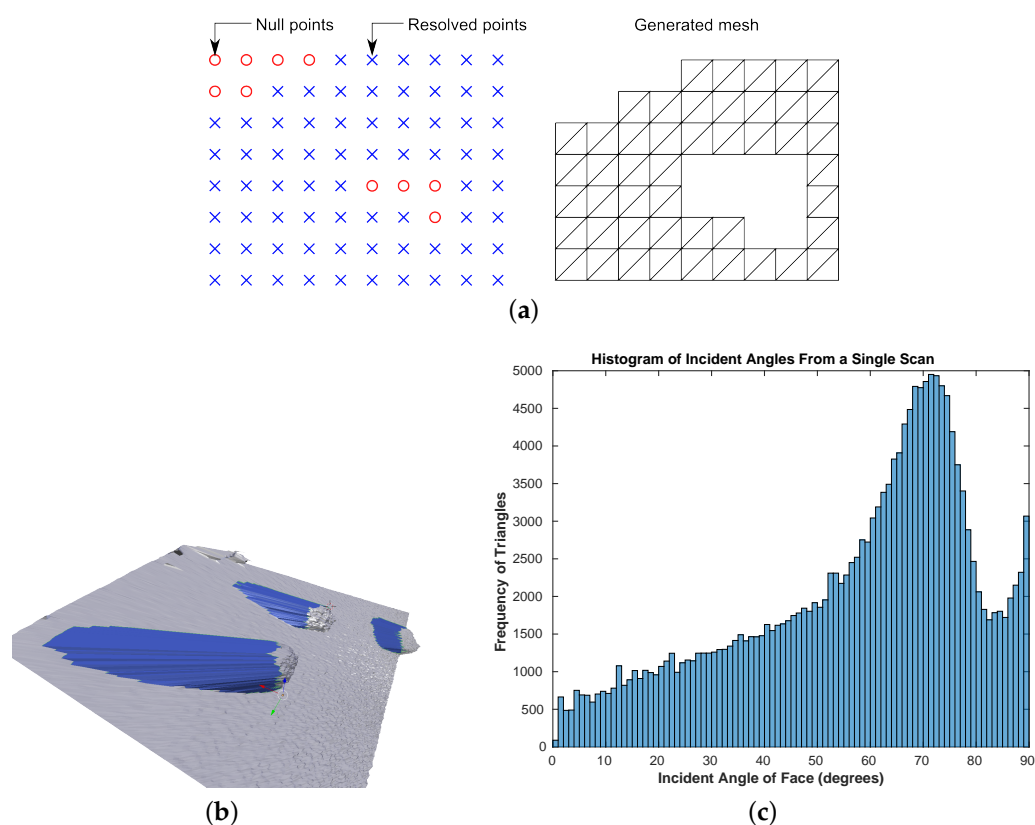 Null points
Resolved points
Generated mesh
(a)
Histogram of Incident Angles From a Single Scan
5000
4500
4000
3500
3000
2500
2000
1500
1000
500
0
Frequency of Triangles
0 10 20 30 40 50 60 70 80 90
Incident Angle of Face (degrees)
(b)
(c)